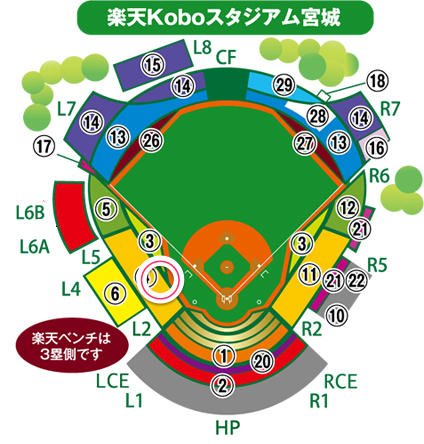 楽天Koboスタジアム宮城
L8
CF
⑮
⑭
㉙
⑱
L7
⑭
⑬
㉖
㉗
㉘
⑬
⑭
R7
⑯
⑰
R6
L6B
L6A
⑤
③
③
⑫
㉑
L5
④
⑪
R5
L4
⑥
㉑
㉒
⑩
L2
R2
楽天ベンチは
3塁側です
①
⑳
②
LCE
RCE
L1
R1
HP